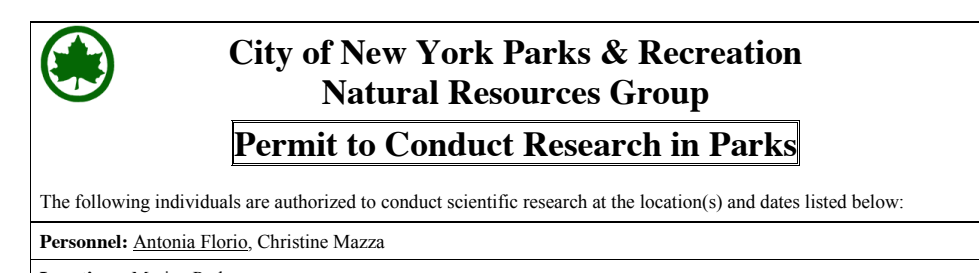 City of New York Parks & Recreation
Natural Resources Group
Permit to Conduct Research in Parks
The following individuals are authorized to conduct scientific research at the location(s) and dates listed below:
Personnel: Antonia Florio, Christine Mazza